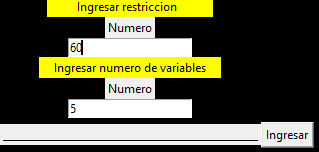 Ingresar restriccion
Numero
60
Ingresar numero de variables
Numero
5
Ingresar